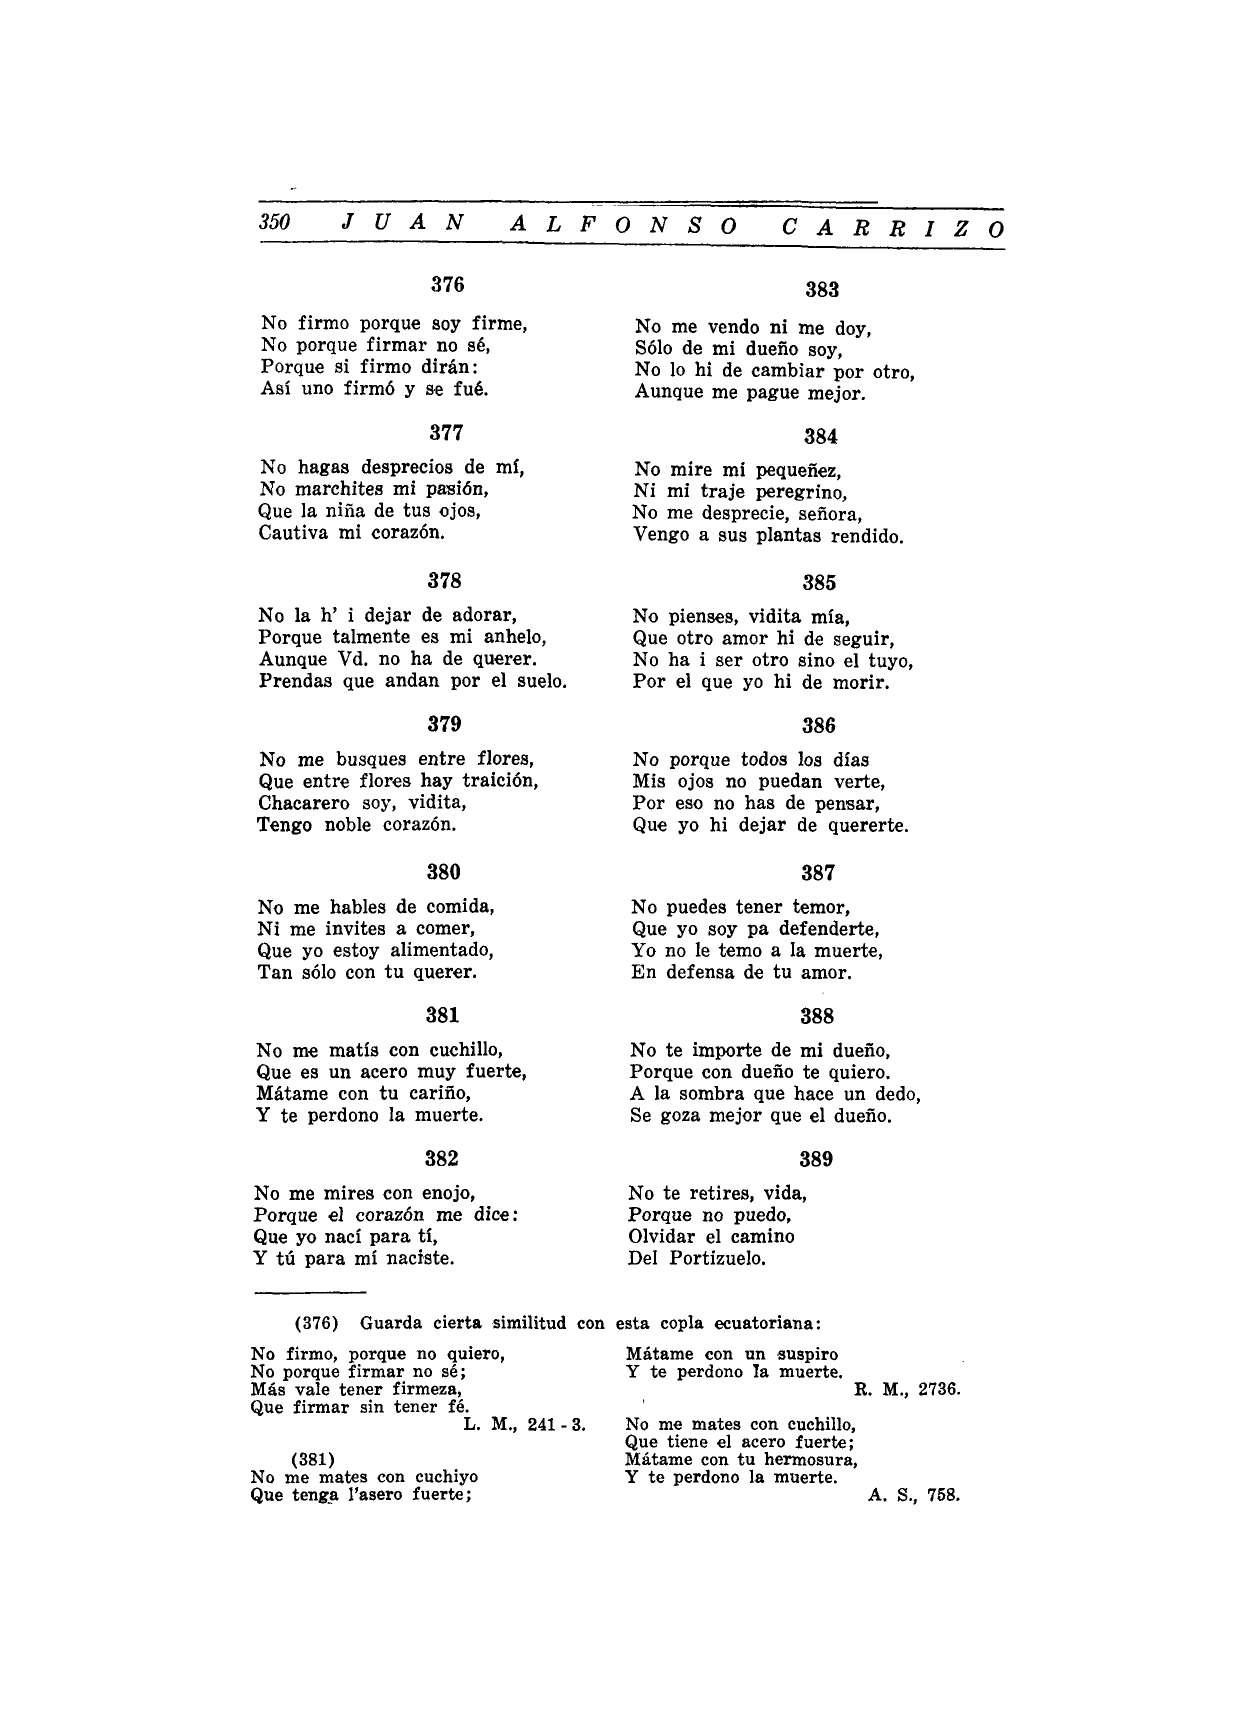 350 JUAN ALFONSO CARRIZO
376
No firmo porque soy firme,
No porque firmar no sé,
Porque si firmo dirán:
Así uno firmó y se fué.
377
No hagas desprecios de mí,
No marchites mi pasión,
Que la niña de tus ojos,
Cautiva mi corazón.
378
No la h' i dejar de adorar,
Porque talmente es mi anhelo,
Aunque Vd. no ha de querer.
Prendas que andan por el suelo.
379
No me busques entre flores,
Que entre flores hay traición,
Chacarero soy, vidita,
Tengo noble corazón.
380
No me hables de comida,
Ni me invites a comer,
Que yo estoy alimentado,
Tan sólo con tu querer.
381
No me matís con cuchillo,
Que es un acero muy fuerte,
Mátame con tu cariño,
Y te perdono la muerte.
382
No me mires con enojo,
Porque el corazón me dice:
Que yo nací para tí,
Y tú para mí naciste.
383
No me vendo ni me doy,
Sólo de mi dueño soy,
No lo hi de cambiar por otro,
Aunque me pague mejor.
384
No mire mi pequeñez,
Ni mi traje peregrino,
No me desprecie, señora,
Vengo a sus plantas rendido.
385
No pienses, vidita mía,
Que otro amor hi de seguir,
No ha i ser otro sino el tuyo,
Por el que yo hi de morir.
386
No porque todos los días
Mis ojos no puedan verte,
Por eso no has de pensar,
Que yo hi dejar de quererte.
387
No puedes tener temor,
Que yo soy pa defenderte,
Yo no le temo a la muerte,
En defensa de tu amor.
388
No te importe de mi dueño,
Porque con dueño te quiero.
A la sombra que hace un dedo,
Se goza mejor que el dueño.
389
No te retires, vida,
Porque no puedo,
Olvidar el camino
Del Portizuelo.
(376) Guarda cierta similitud con esta copla ecuatoriana:
No firmo, porque no quiero,
No porque firmar no sé;
Más vale tener firmeza,
Que firmar sin tener fé.
L. M., 241 - 3.
(381)
No me mates con cuchiyo
Que tenga l'asero fuerte;
Mátame con un suspiro
Y te perdono la muerte.
R. M., 2736.
No me mates con cuchillo,
Que tiene el acero fuerte;
Mátame con tu hermosura,
Y te perdono la muerte.
A. S., 758.